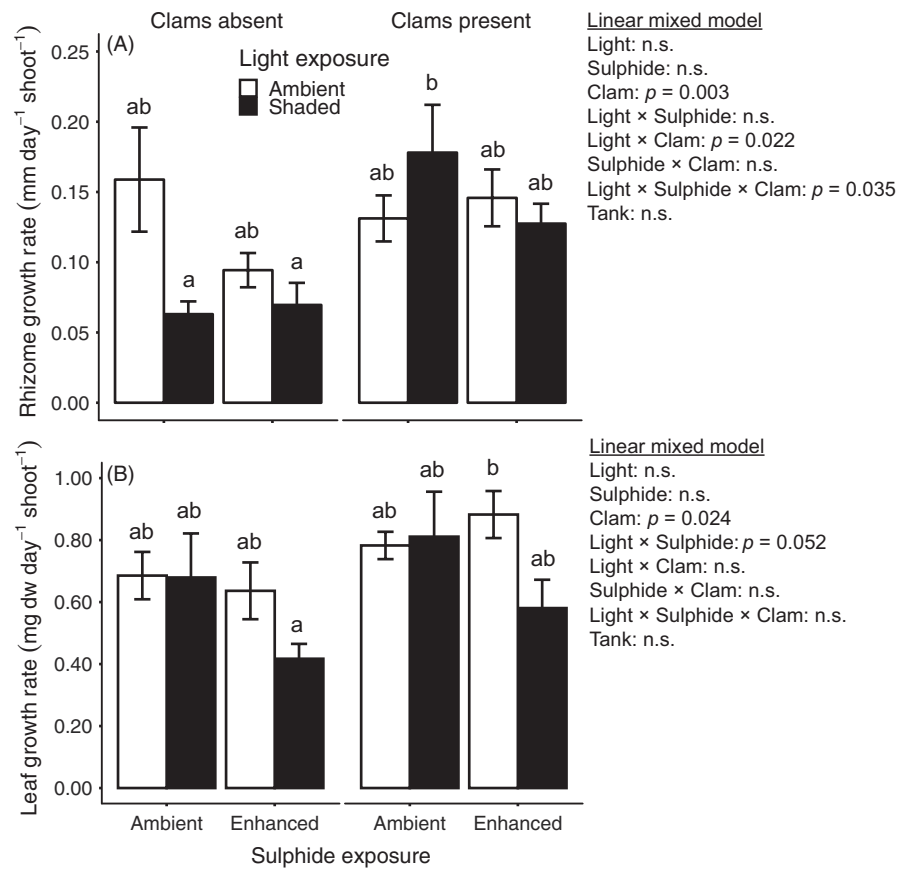 Clams absent
Clams present
(A)
Light exposure
Ambient
Shaded
Rhizome growth rate (mm day⁻¹ shoot⁻¹)
0.25
0.20
0.15
0.10
0.05
0.00
ab
a
ab
a
ab
b
ab
ab
Linear mixed model
Light: n.s.
Sulphide: n.s.
Clam: p = 0.003
Light × Sulphide: n.s.
Light × Clam: p = 0.022
Sulphide × Clam: n.s.
Light × Sulphide × Clam: p = 0.035
Tank: n.s.
(B)
Leaf growth rate (mg dw day⁻¹ shoot⁻¹)
1.00
0.80
0.60
0.40
0.20
0.00
ab
ab
ab
a
ab
ab
b
ab
Linear mixed model
Light: n.s.
Sulphide: n.s.
Clam: p = 0.024
Light × Sulphide: p = 0.052
Light × Clam: n.s.
Sulphide × Clam: n.s.
Light × Sulphide × Clam: n.s.
Tank: n.s.
Ambient
Enhanced
Ambient
Enhanced
Sulphide exposure